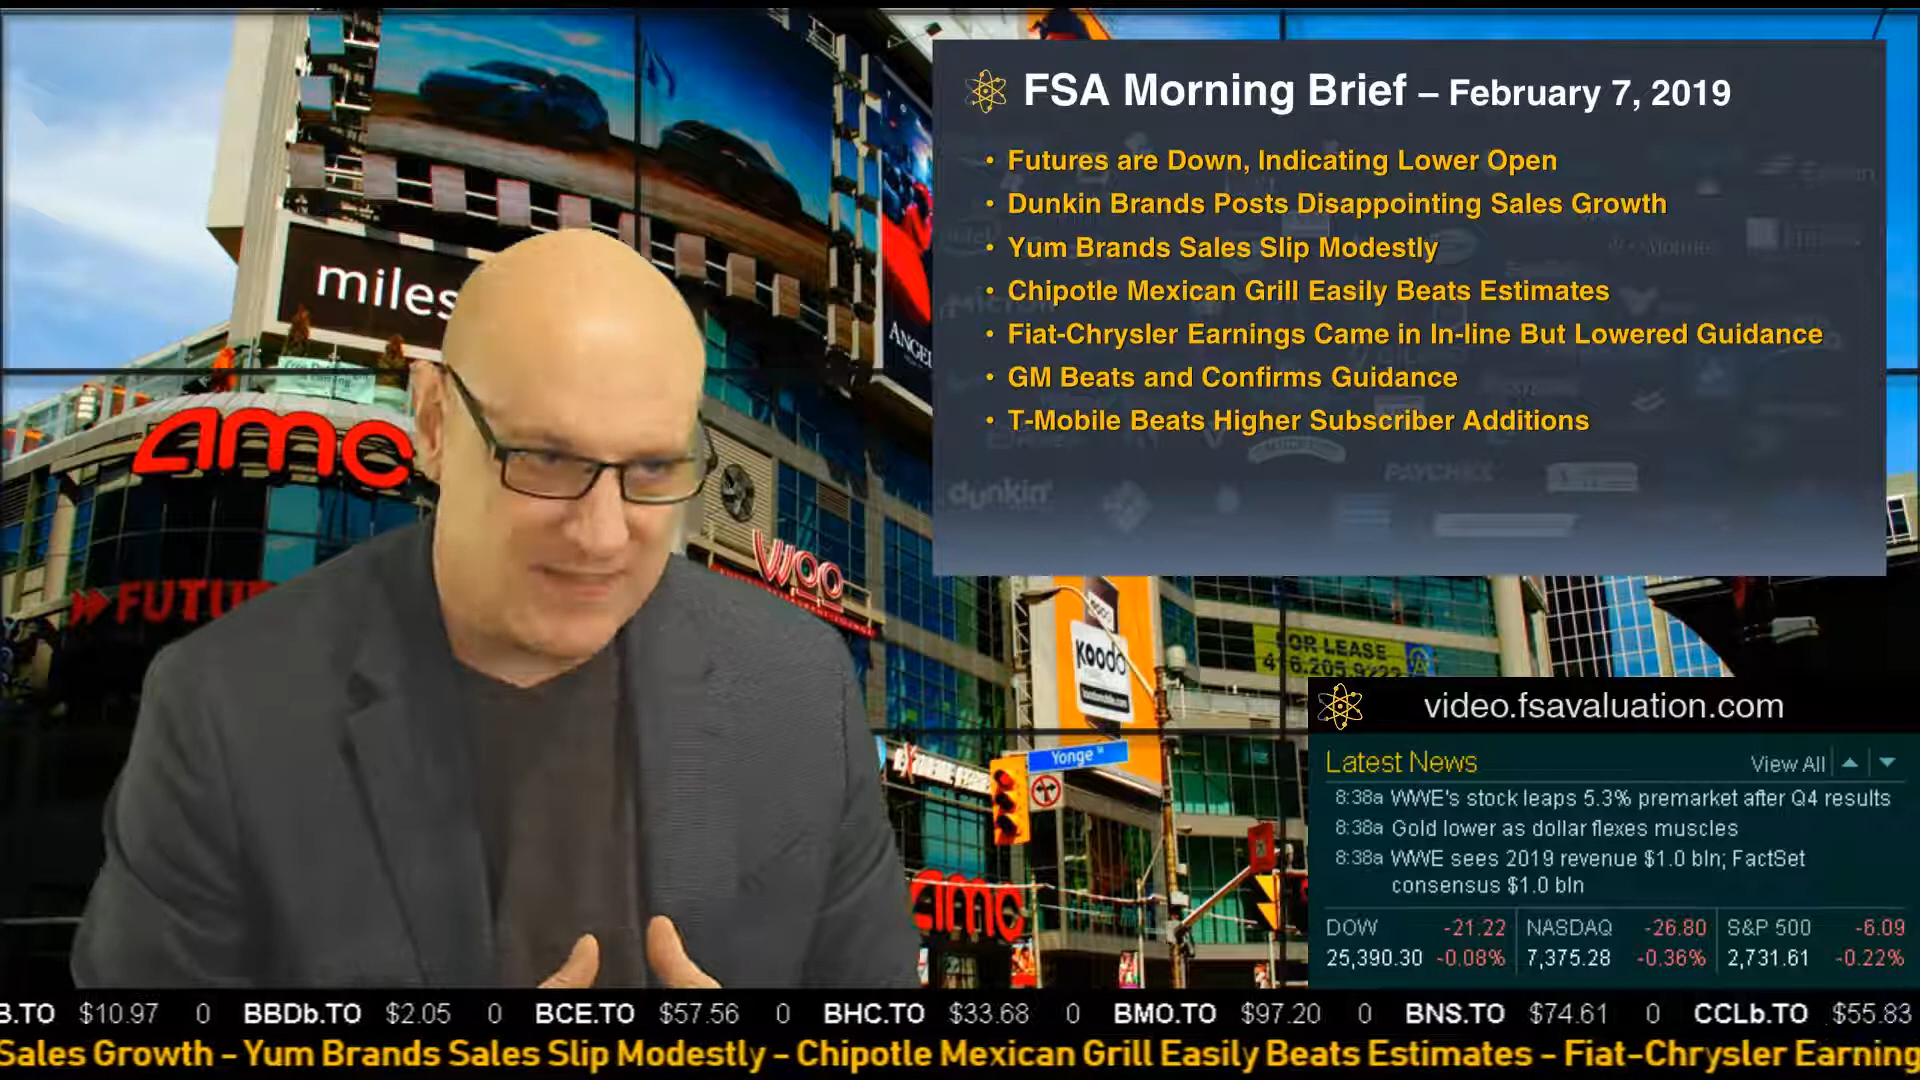 FSA Morning Brief – February 7, 2019
• Futures are Down, Indicating Lower Open
• Dunkin Brands Posts Disappointing Sales Growth
• Yum Brands Sales Slip Modestly
• Chipotle Mexican Grill Easily Beats Estimates
• Fiat-Chrysler Earnings Came in In-line But Lowered Guidance
• GM Beats and Confirms Guidance
• T-Mobile Beats Higher Subscriber Additions
PAYCHEX
dunkin'
miles
ANGEL
amc
FUTU
WOO
koodo
FOR LEASE
416.205.9222
Yonge
amc
video.fsavaluation.com
Latest News View All
8:38a WWE's stock leaps 5.3% premarket after Q4 results
8:38a Gold lower as dollar flexes muscles
8:38a WWE sees 2019 revenue $1.0 bln; FactSet
consensus $1.0 bln
DOW -21.22 NASDAQ -26.80 S&P 500 -6.09
25,390.30 -0.08% 7,375.28 -0.36% 2,731.61 -0.22%
B.TO $10.97 0 BBDb.TO $2.05 0 BCE.TO $57.56 0 BHC.TO $33.68 0 BMO.TO $97.20 0 BNS.TO $74.61 0 CCLb.TO $55.83
Sales Growth - Yum Brands Sales Slip Modestly - Chipotle Mexican Grill Easily Beats Estimates - Fiat-Chrysler Earning